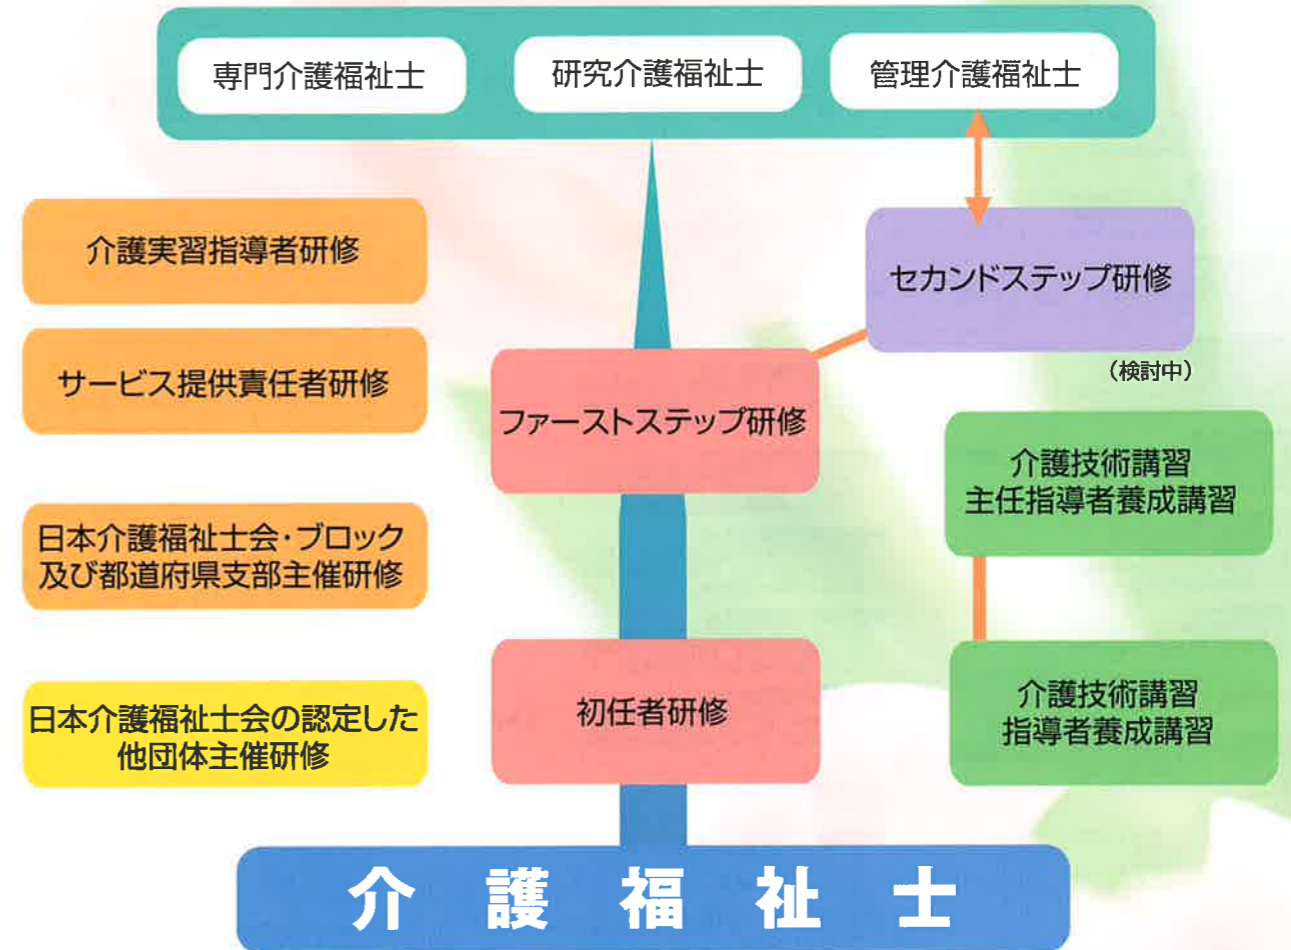 専門介護福祉士
研究介護福祉士
管理介護福祉士
介護実習指導者研修
セカンドステップ研修
(検討中)
サービス提供責任者研修
ファーストステップ研修
介護技術講習
主任指導者養成講習
日本介護福祉士会・ブロック
及び都道府県支部主催研修
初任者研修
介護技術講習
指導者養成講習
日本介護福祉士会の認定した
他団体主催研修
介護福祉士